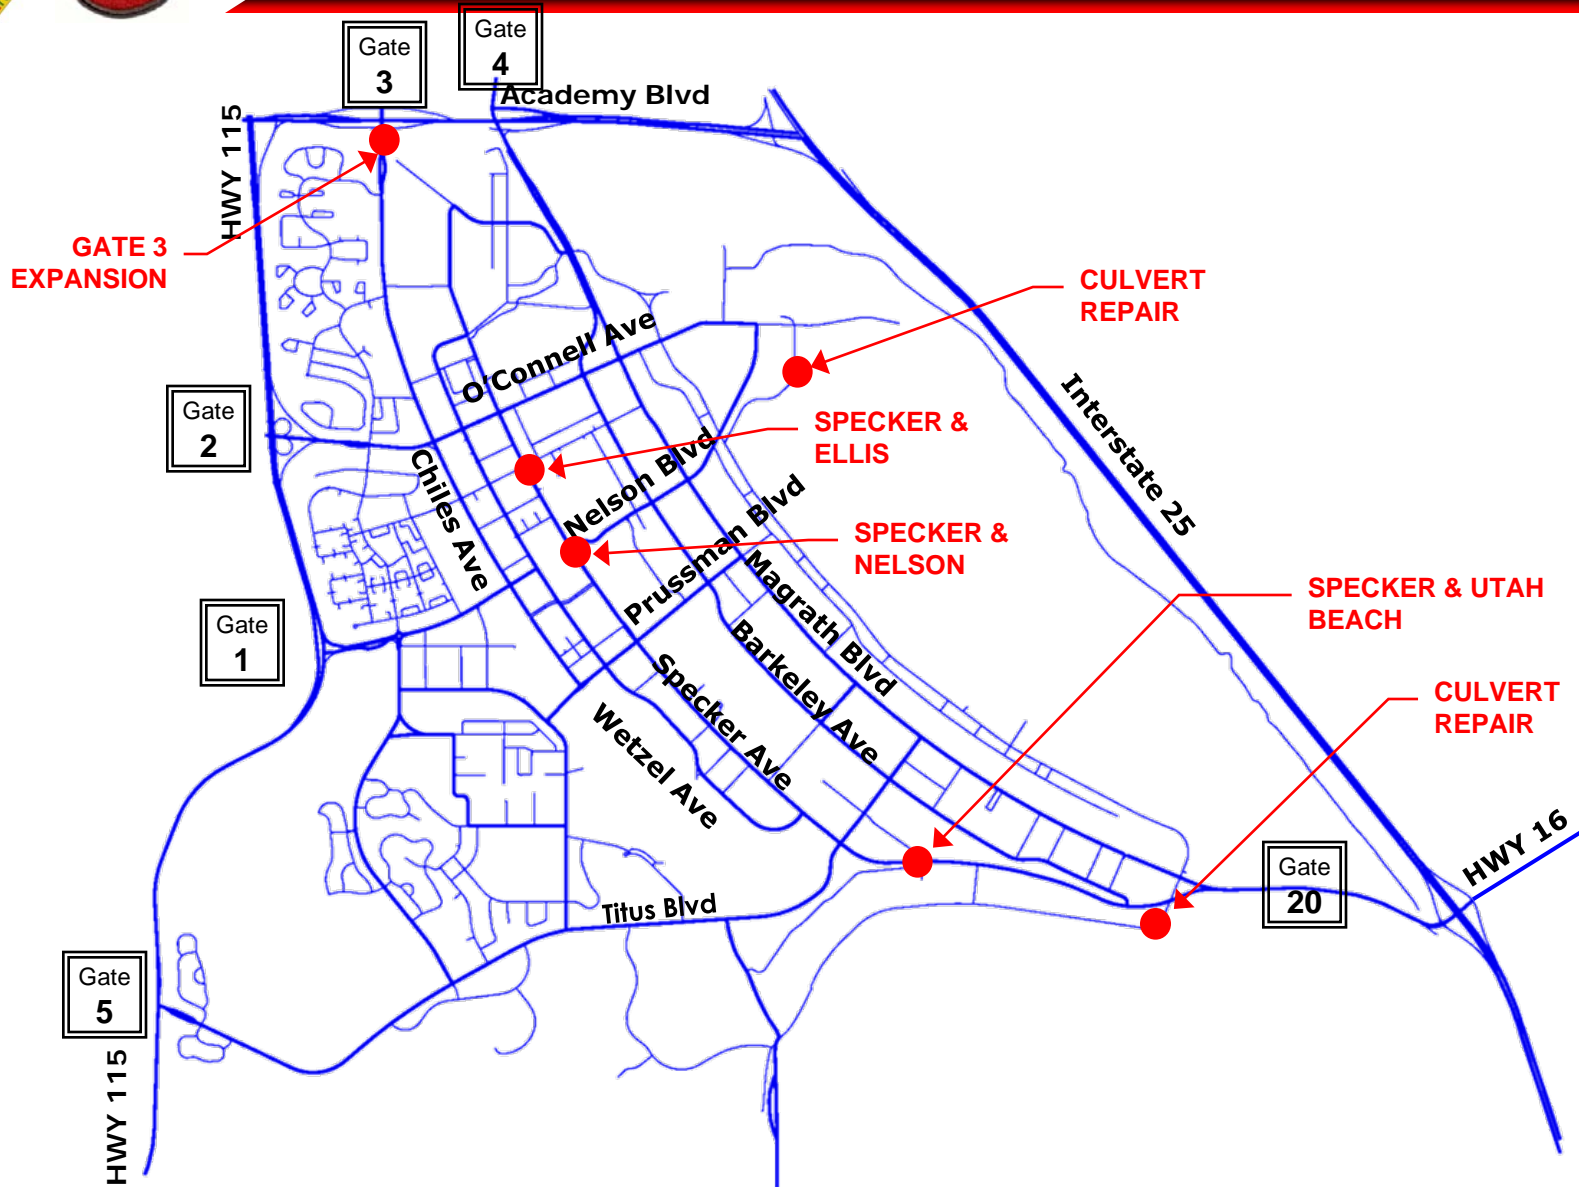 Gate
3
Gate
4
Academy Blvd
HWY 115
GATE 3
EXPANSION
CULVERT
REPAIR
O'Connell Ave
Interstate 25
Gate
2
SPECKER &
ELLIS
Chiles Ave
Nelson Blvd
Prussman Blvd
SPECKER &
NELSON
Magrath Blvd
SPECKER & UTAH
BEACH
Gate
1
Barkeley Ave
Specker Ave
Wetzel Ave
CULVERT
REPAIR
HWY 16
Gate
20
Titus Blvd
Gate
5
HWY 115